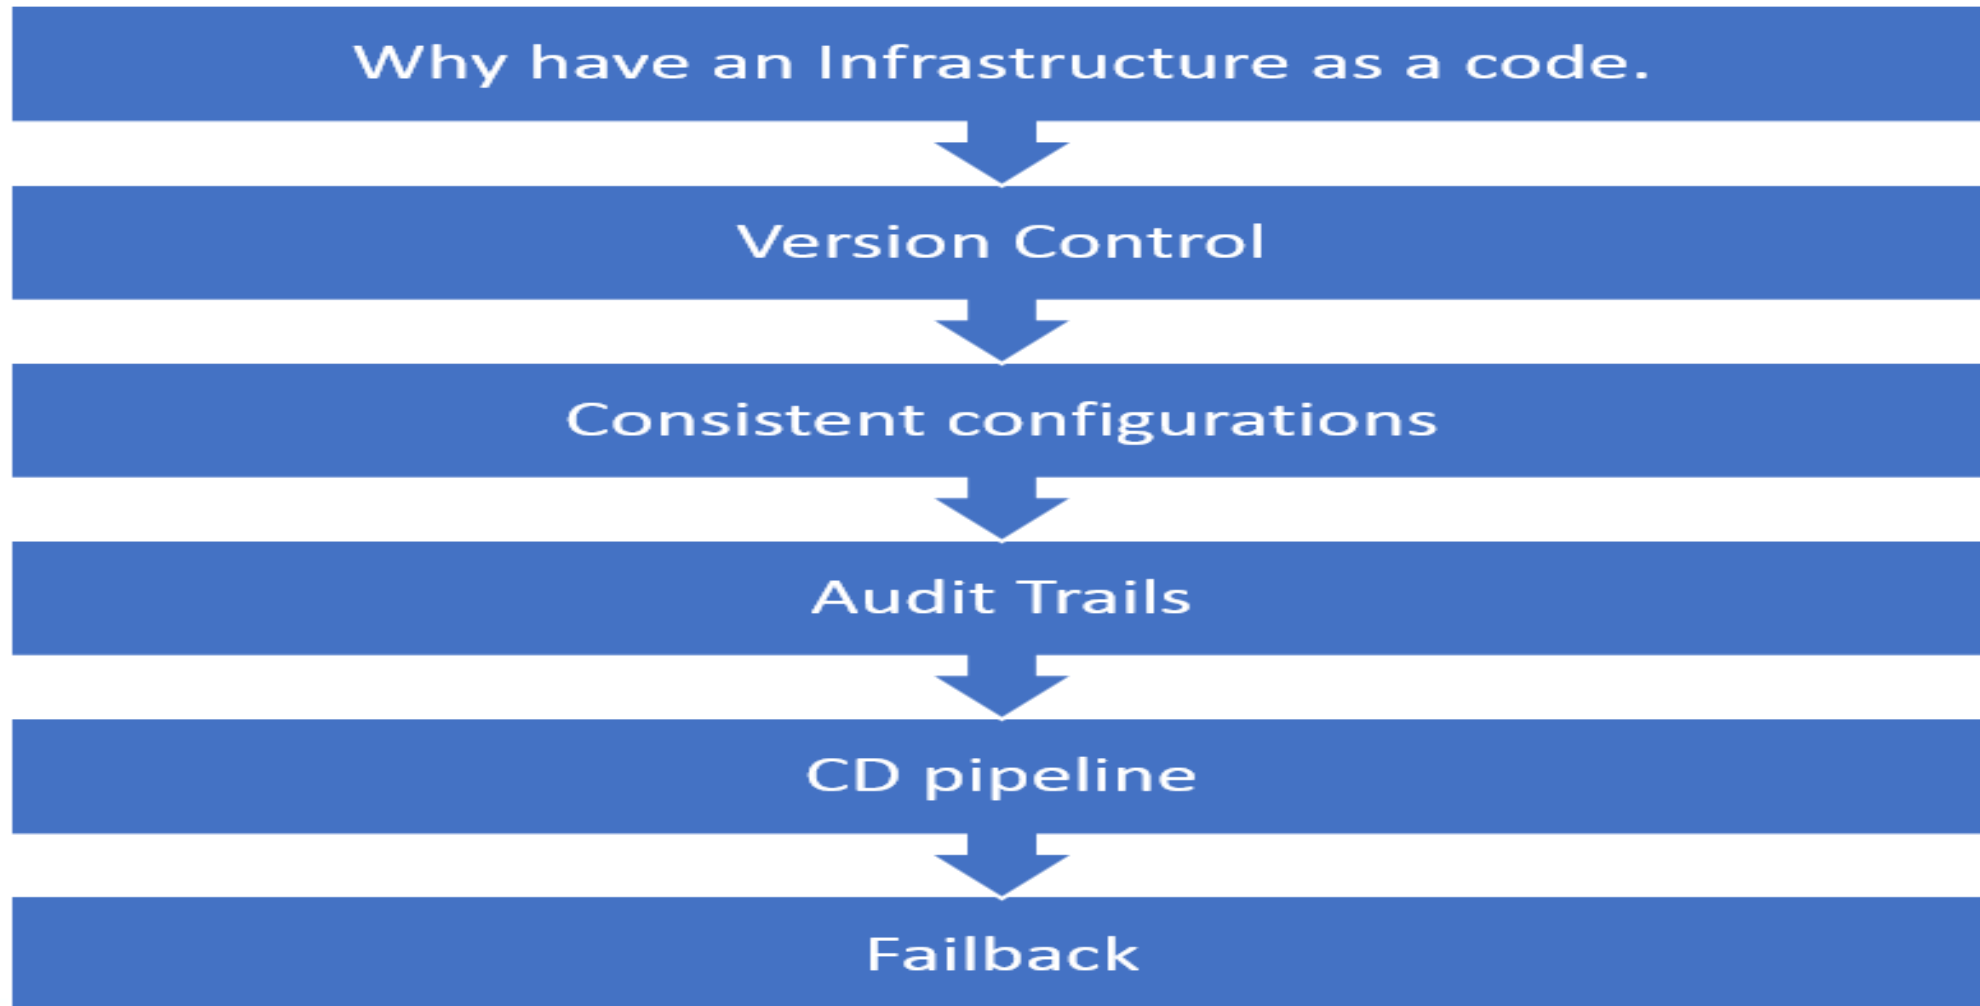 Why have an Infrastructure as a code.
Version Control
Consistent configurations
Audit Trails
CD pipeline
Failback